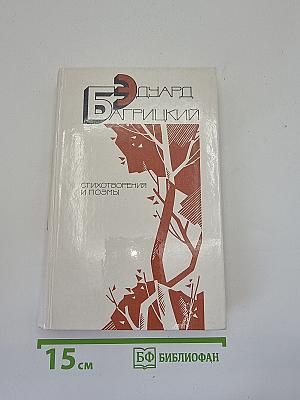 ЭДУАРД
БАГРИЦКИЙ
СТИХОТВОРЕНИЯ
И ПОЭМЫ
15 см
БФ БИБЛИОФАН